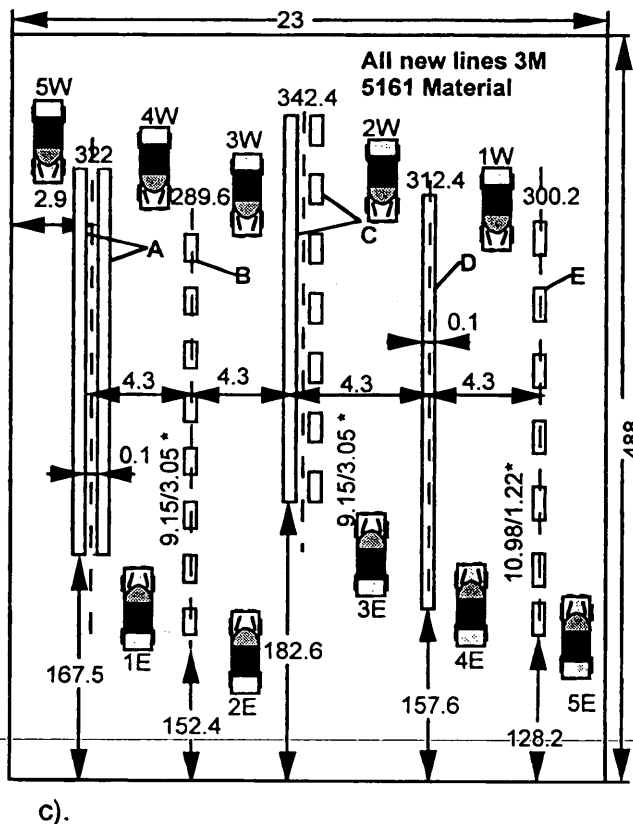 23
All new lines 3M
5161 Material
5W
4W
3W
342.4
2W
1W
322
2.9
289.6
312.4
300.2
A
B
C
D
E
0.1
4.3
4.3
4.3
4.3
488
0.1
9.15/3.05*
9.15/3.05*
10.98/1.22*
3E
1E
2E
4E
5E
167.5
182.6
152.4
157.6
128.2
c).